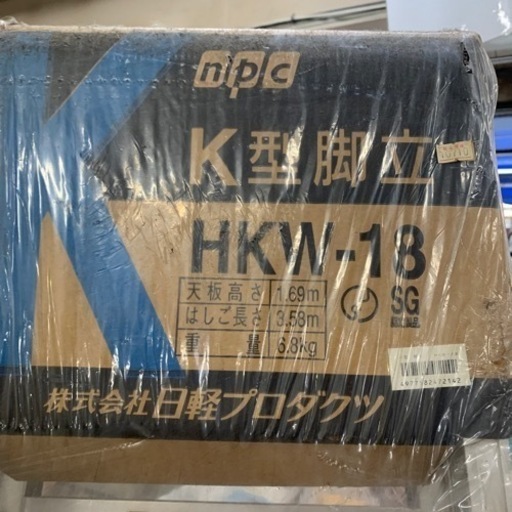 npc
K型脚立
HKW-18
天板高さ 1.69m
はしご長さ 3.53m
重量 6.8kg
SG
株式会社日軽プロダクツ